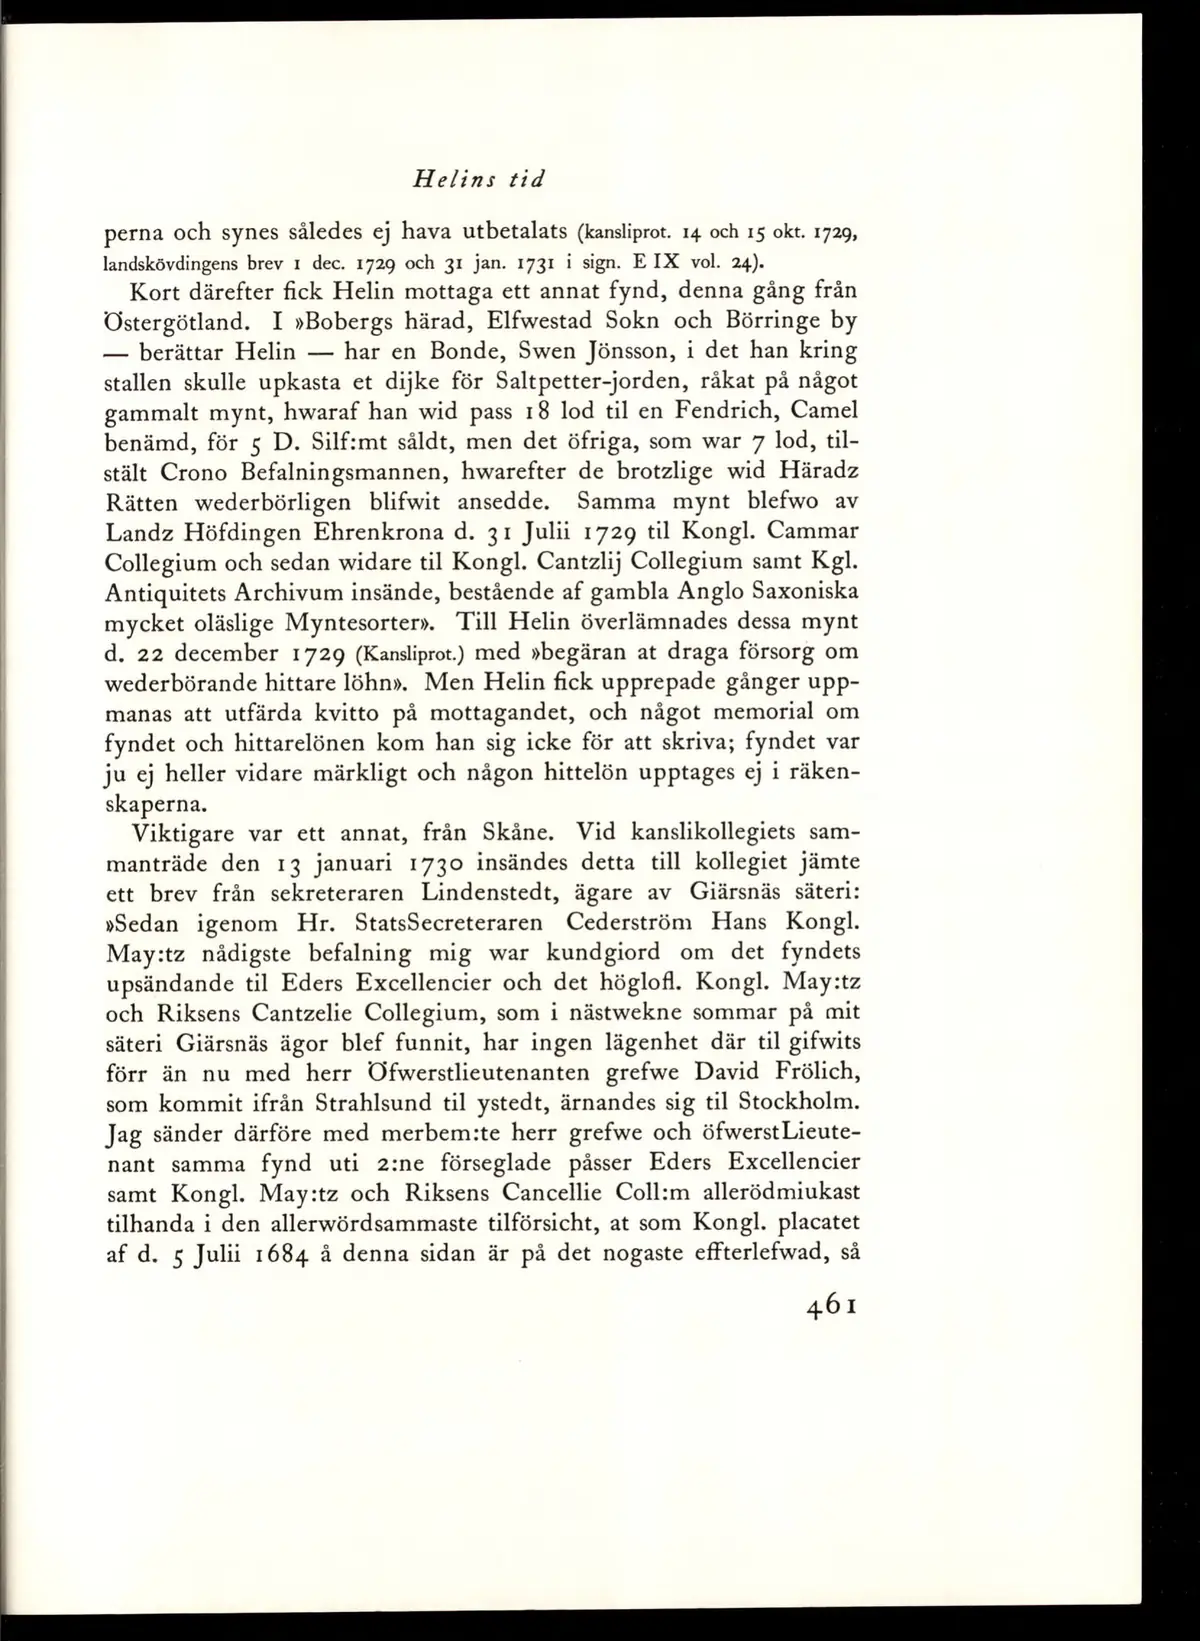 Helins tid
perna och synes således ej hava utbetalats (kansliprot. 14 och 15 okt. 1729,
landskövdingens brev 1 dec. 1729 och 31 jan. 1731 i sign. E IX vol. 24).
Kort därefter fick Helin mottaga ett annat fynd, denna gång från
Östergötland. I »Bobergs härad, Elfwestad Sokn och Börringe by
— berättar Helin — har en Bonde, Swen Jönsson, i det han kring
stallen skulle upkasta et dijke för Saltpetter-jorden, råkat på något
gammalt mynt, hwaraf han wid pass 18 lod til en Fendrich, Camel
benämd, för 5 D. Silf:mt såldt, men det öfriga, som war 7 lod, til-
stält Crono Befalningsmannen, hwarefter de brotzlige wid Häradz
Rätten wederbörligen blifwit ansedde. Samma mynt blefwo av
Landz Höfdingen Ehrenkrona d. 31 Julii 1729 til Kongl. Cammar
Collegium och sedan widare til Kongl. Cantzlij Collegium samt Kgl.
Antiquitets Archivum insände, bestående af gambla Anglo Saxoniska
mycket oläslige Myntesorter». Till Helin överlämnades dessa mynt
d. 22 december 1729 (Kansliprot.) med »begäran at draga försorg om
wederbörande hittare löhn». Men Helin fick upprepade gånger upp-
manas att utfärda kvitto på mottagandet, och något memorial om
fyndet och hittarelönen kom han sig icke för att skriva; fyndet var
ju ej heller vidare märkligt och någon hittelön upptages ej i räken-
skaperna.
Viktigare var ett annat, från Skåne. Vid kanslikollegiets sam-
manträde den 13 januari 1730 insändes detta till kollegiet jämte
ett brev från sekreteraren Lindenstedt, ägare av Giärsnäs säteri:
»Sedan igenom Hr. StatsSecreteraren Cederström Hans Kongl.
May:tz nådigste befalning mig war kundgiord om det fyndets
upsändande til Eders Excellencier och det höglofl. Kongl. May:tz
och Riksens Cantzelie Collegium, som i nästwekne sommar på mit
säteri Giärsnäs ägor blef funnit, har ingen lägenhet där til gifwits
förr än nu med herr Öfwerstlieutenanten grefwe David Frölich,
som kommit ifrån Strahlsund til ystedt, ärnandes sig til Stockholm.
Jag sänder därföre med merbem:te herr grefwe och öfwerstLieute-
nant samma fynd uti 2:ne förseglade påsser Eders Excellencier
samt Kongl. May:tz och Riksens Cancellie Coll:m allerödmiukast
tilhanda i den allerwördsammaste tilförsicht, at som Kongl. placatet
af d. 5 Julii 1684 å denna sidan är på det nogaste effterlefwad, så
461